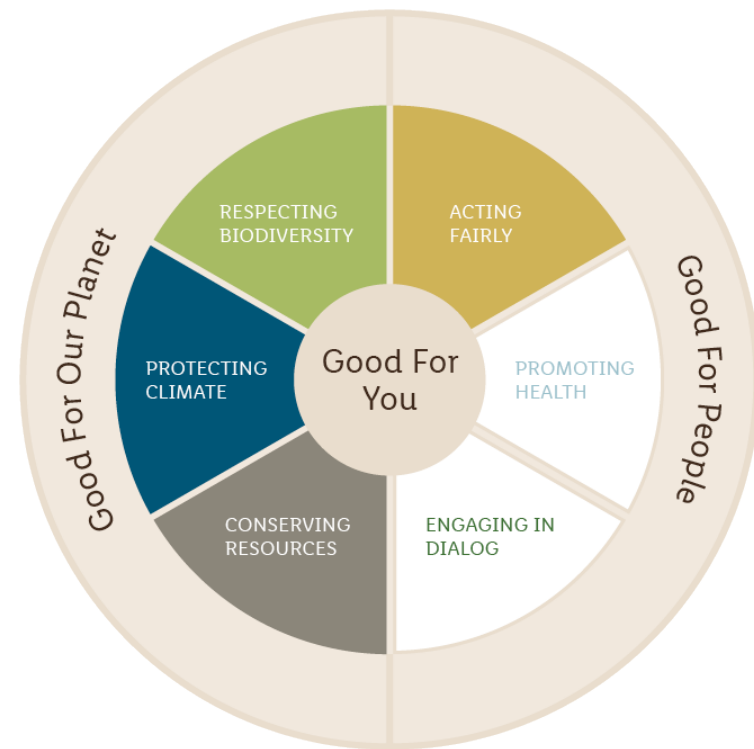 Good For Our Planet
RESPECTING
BIODIVERSITY
ACTING
FAIRLY
PROTECTING
CLIMATE
Good For
You
PROMOTING
HEALTH
CONSERVING
RESOURCES
ENGAGING IN
DIALOG
Good For People